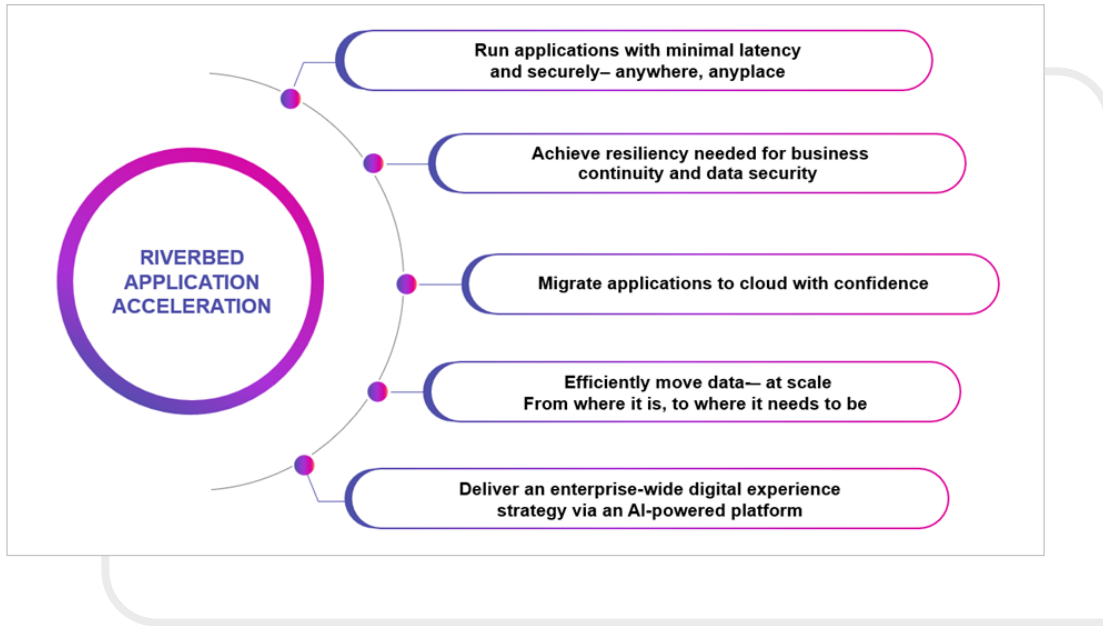 RIVERBED
APPLICATION
ACCELERATION
Run applications with minimal latency
and securely– anywhere, anyplace
Achieve resiliency needed for business
continuity and data security
Migrate applications to cloud with confidence
Efficiently move data-– at scale
From where it is, to where it needs to be
Deliver an enterprise-wide digital experience
strategy via an AI-powered platform